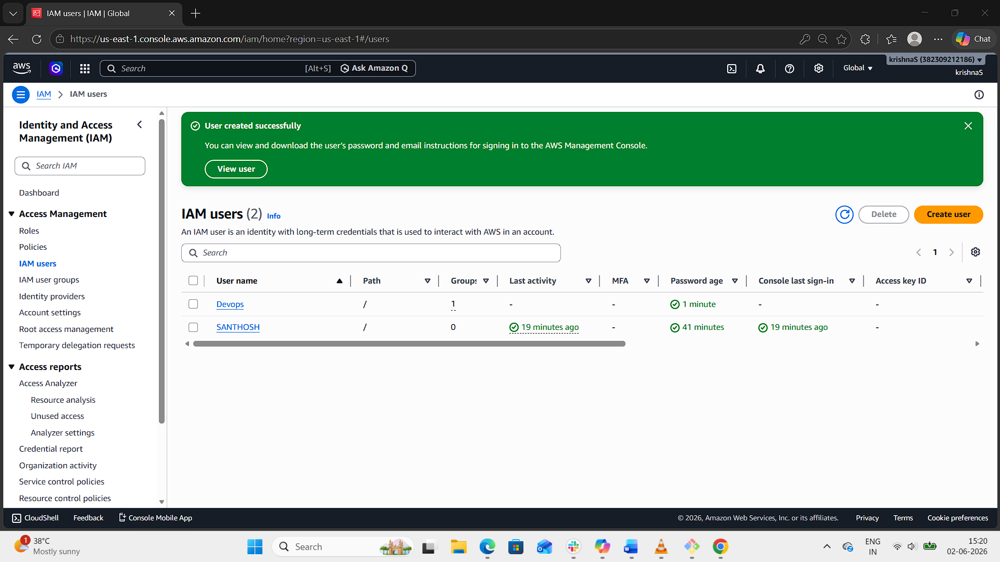 IAM users | IAM | Global
https://us-east-1.console.aws.amazon.com/iam/home?region=us-east-1#/users
Chat
aws
Search [Alt+S] Ask Amazon Q
Global
krishnaS (382309212186)
krishnaS
IAM > IAM users
Identity and Access
Management (IAM)
Search IAM
Dashboard
Access Management
Roles
Policies
IAM users
IAM user groups
Identity providers
Account settings
Root access management
Temporary delegation requests
Access reports
Access Analyzer
Resource analysis
Unused access
Analyzer settings
Credential report
Organization activity
Service control policies
Resource control policies
User created successfully
You can view and download the user's password and email instructions for signing in to the AWS Management Console.
View user
IAM users (2) Info
Delete
Create user
An IAM user is an identity with long-term credentials that is used to interact with AWS in an account.
Search
1
User name Path Groups Last activity MFA Password age Console last sign-in Access key ID
Devops / 1 - - 1 minute - -
SANTHOSH / 0 19 minutes ago - 41 minutes 19 minutes ago -
CloudShell Feedback Console Mobile App
© 2026, Amazon Web Services, Inc. or its affiliates. Privacy Terms Cookie preferences
1
38°C
Mostly sunny
Search
ENG
IN
15:20
02-06-2026